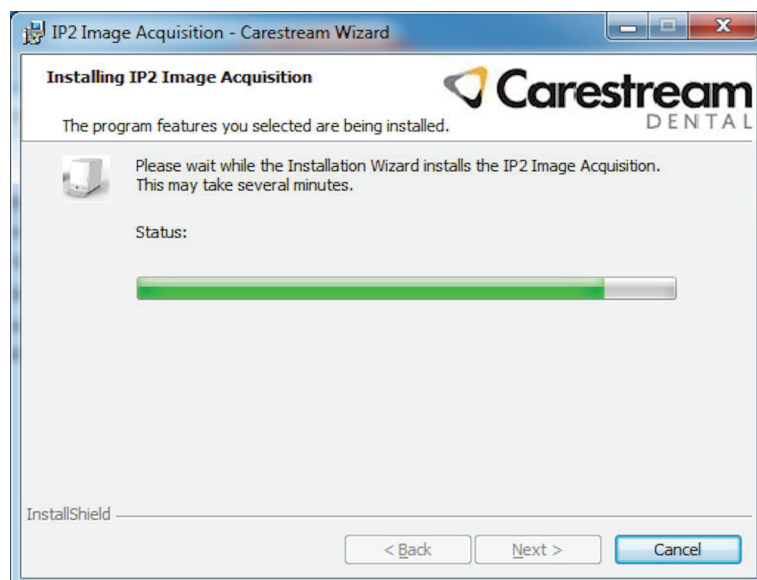 IP2 Image Acquisition - Carestream Wizard
Installing IP2 Image Acquisition
Carestream
DENTAL
The program features you selected are being installed.
Please wait while the Installation Wizard installs the IP2 Image Acquisition.
This may take several minutes.
Status:
InstallShield
< Back
Next >
Cancel